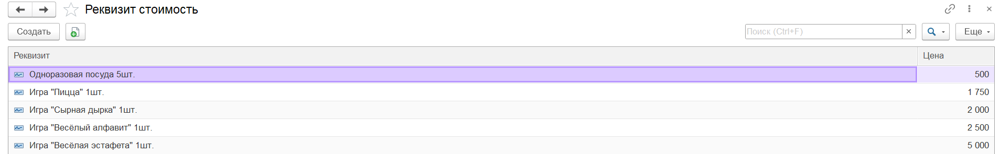 Реквизит стоимость
Создать
Поиск (Ctrl+F)
Еще
Реквизит Цена
Одноразовая посуда 5шт. 500
Игра "Пицца" 1шт. 1 750
Игра "Сырная дырка" 1шт. 2 000
Игра "Весёлый алфавит" 1шт. 2 500
Игра "Весёлая эстафета" 1шт. 5 000